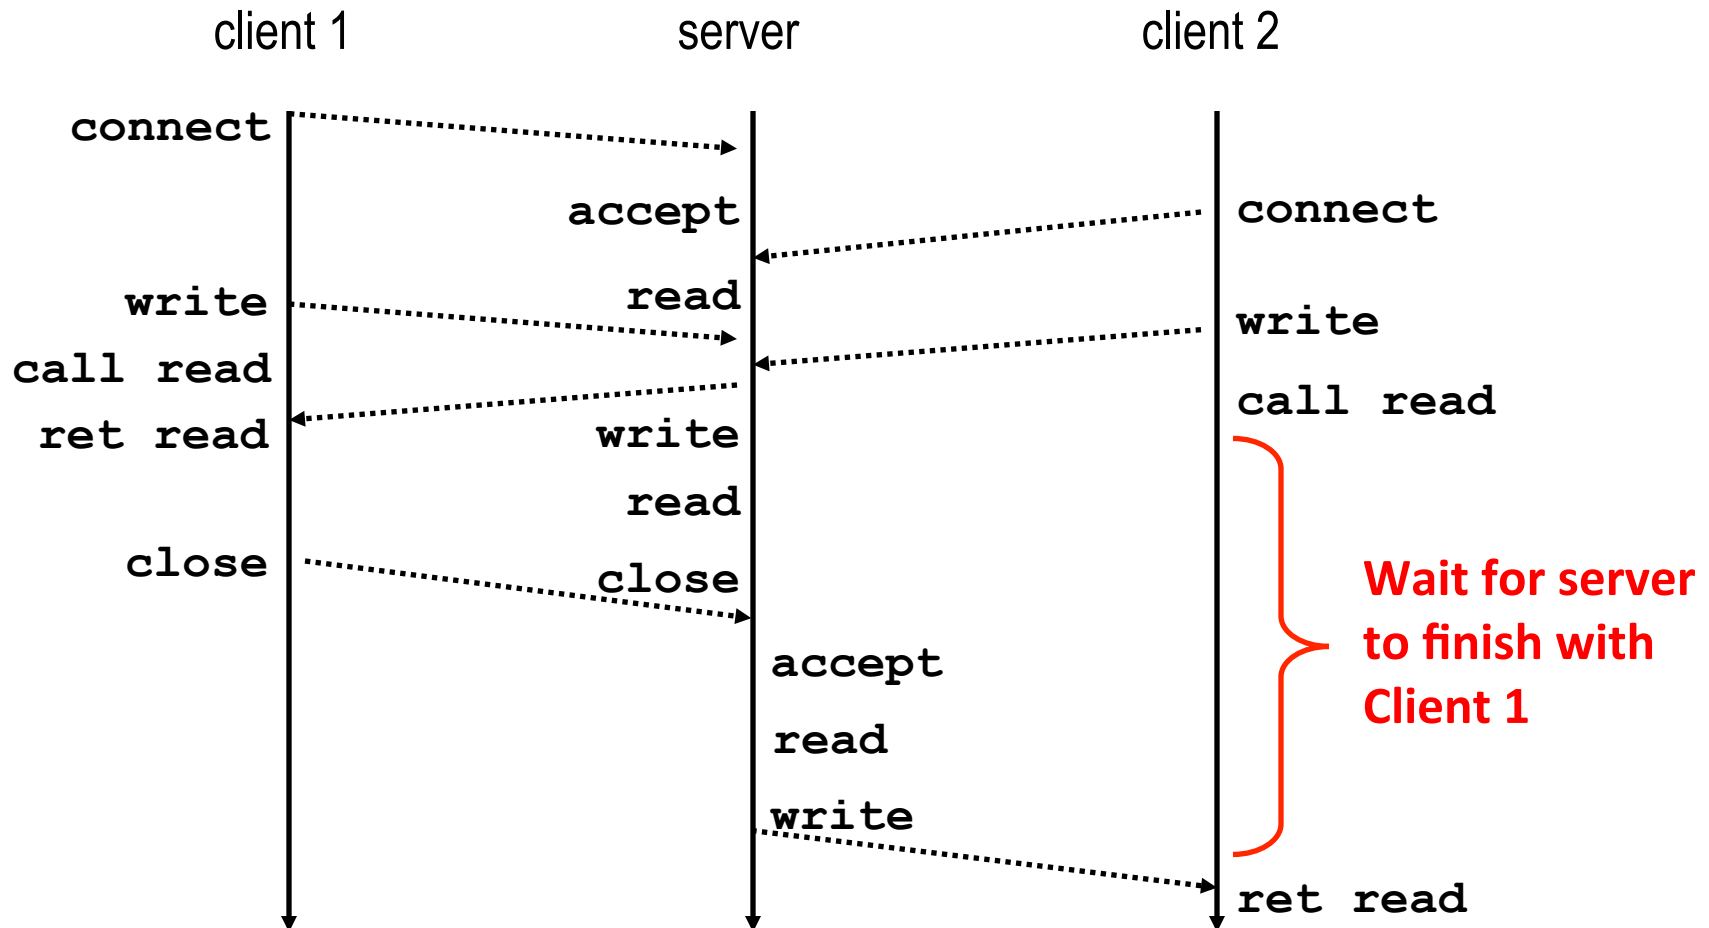 client 1
server
client 2
connect
accept
connect
write
read
write
call read
call read
ret read
write
read
close
close
Wait for server
to finish with
Client 1
accept
read
write
ret read